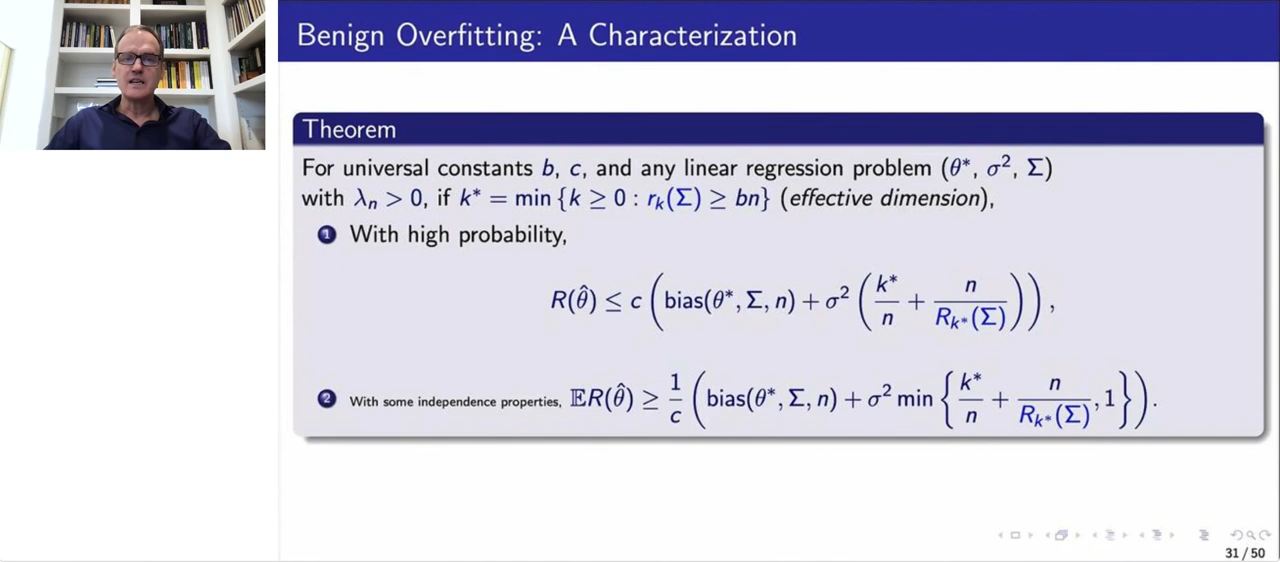 Benign Overfitting: A Characterization
Theorem
For universal constants b, c, and any linear regression problem (θ*, σ², Σ)
with λₙ > 0, if k* = min {k ≥ 0 : rₖ(Σ) ≥ bn} (effective dimension),
1 With high probability,
R(θ̂) ≤ c (bias(θ*, Σ, n) + σ² (k*/n + n/R_{k*}(Σ))),
2 With some independence properties, 𝔼R(θ̂) ≥ 1/c (bias(θ*, Σ, n) + σ² min {k*/n + n/R_{k*}(Σ), 1}).
31 / 50